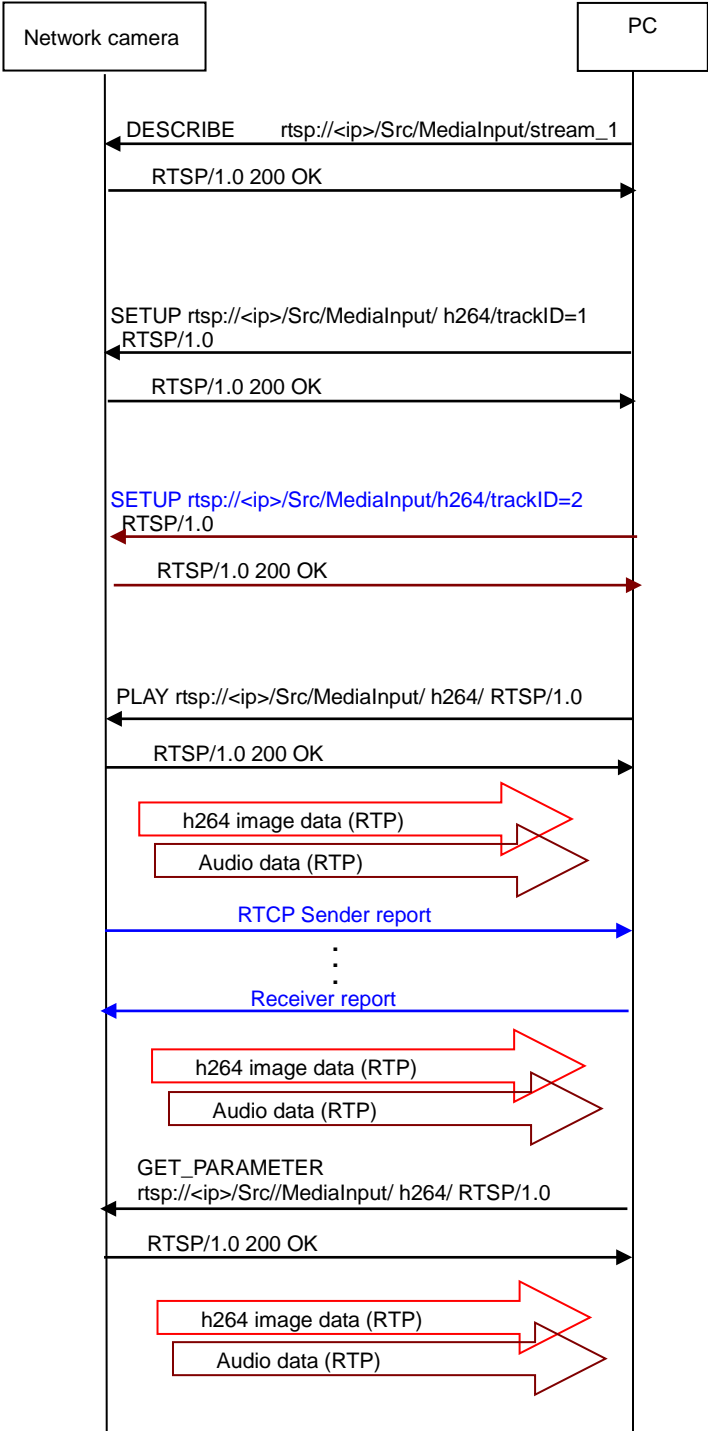 Network camera
PC
DESCRIBE rtsp://<ip>/Src/MediaInput/stream_1
RTSP/1.0 200 OK
SETUP rtsp://<ip>/Src/MediaInput/ h264/trackID=1
RTSP/1.0
RTSP/1.0 200 OK
SETUP rtsp://<ip>/Src/MediaInput/h264/trackID=2
RTSP/1.0
RTSP/1.0 200 OK
PLAY rtsp://<ip>/Src/MediaInput/ h264/ RTSP/1.0
RTSP/1.0 200 OK
h264 image data (RTP)
Audio data (RTP)
RTCP Sender report
Receiver report
h264 image data (RTP)
Audio data (RTP)
GET_PARAMETER
rtsp://<ip>/Src//MediaInput/ h264/ RTSP/1.0
RTSP/1.0 200 OK
h264 image data (RTP)
Audio data (RTP)